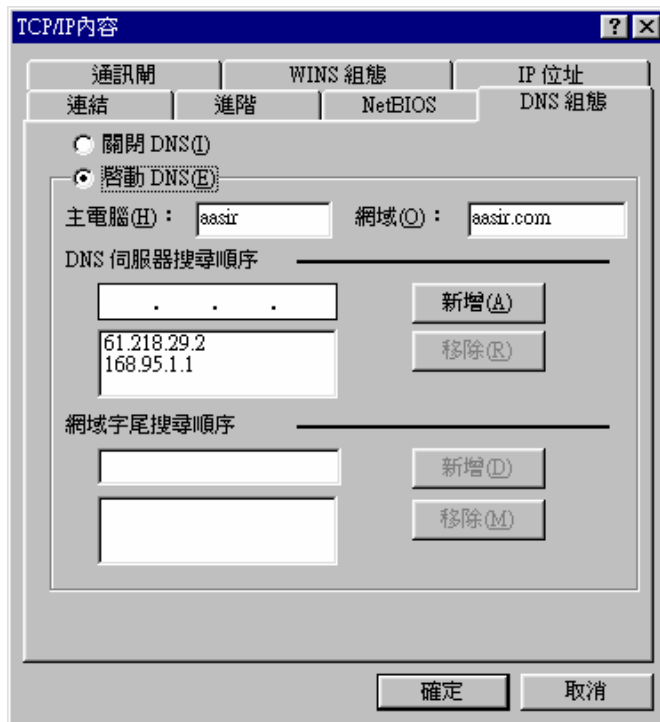 TCP/IP內容
通訊閘 WINS 組態 IP 位址
連結 進階 NetBIOS DNS 組態
關閉 DNS(I)
啟動 DNS(E)
主電腦(H)： aasir 網域(O)： aasir.com
DNS 伺服器搜尋順序
. . . 新增(A)
61.218.29.2 移除(R)
168.95.1.1
網域字尾搜尋順序
新增(D)
移除(M)
確定 取消